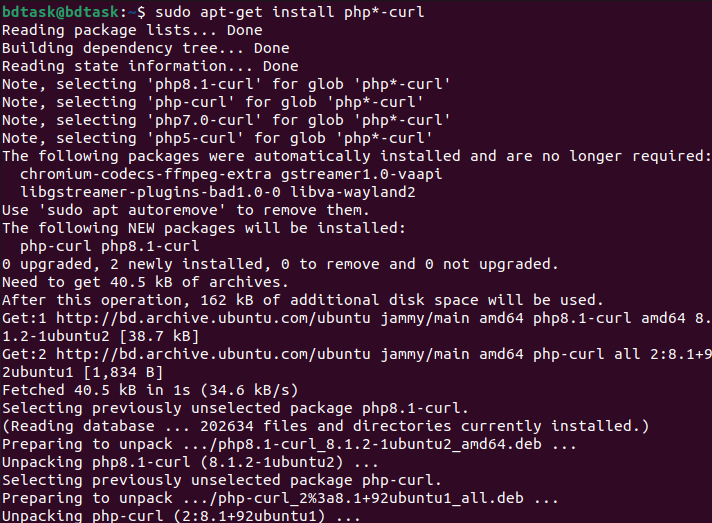 bdtask@bdtask:~$ sudo apt-get install php*-curl
Reading package lists... Done
Building dependency tree... Done
Reading state information... Done
Note, selecting 'php8.1-curl' for glob 'php*-curl'
Note, selecting 'php-curl' for glob 'php*-curl'
Note, selecting 'php7.0-curl' for glob 'php*-curl'
Note, selecting 'php5-curl' for glob 'php*-curl'
The following packages were automatically installed and are no longer required:
  chromium-codecs-ffmpeg-extra gstreamer1.0-vaapi
  libgstreamer-plugins-bad1.0-0 libva-wayland2
Use 'sudo apt autoremove' to remove them.
The following NEW packages will be installed:
  php-curl php8.1-curl
0 upgraded, 2 newly installed, 0 to remove and 0 not upgraded.
Need to get 40.5 kB of archives.
After this operation, 162 kB of additional disk space will be used.
Get:1 http://bd.archive.ubuntu.com/ubuntu jammy/main amd64 php8.1-curl amd64 8.
1.2-1ubuntu2 [38.7 kB]
Get:2 http://bd.archive.ubuntu.com/ubuntu jammy/main amd64 php-curl all 2:8.1+9
2ubuntu1 [1,834 B]
Fetched 40.5 kB in 1s (34.6 kB/s)
Selecting previously unselected package php8.1-curl.
(Reading database ... 202634 files and directories currently installed.)
Preparing to unpack .../php8.1-curl_8.1.2-1ubuntu2_amd64.deb ...
Unpacking php8.1-curl (8.1.2-1ubuntu2) ...
Selecting previously unselected package php-curl.
Preparing to unpack .../php-curl_2%3a8.1+92ubuntu1_all.deb ...
Unpacking php-curl (2:8.1+92ubuntu1) ...